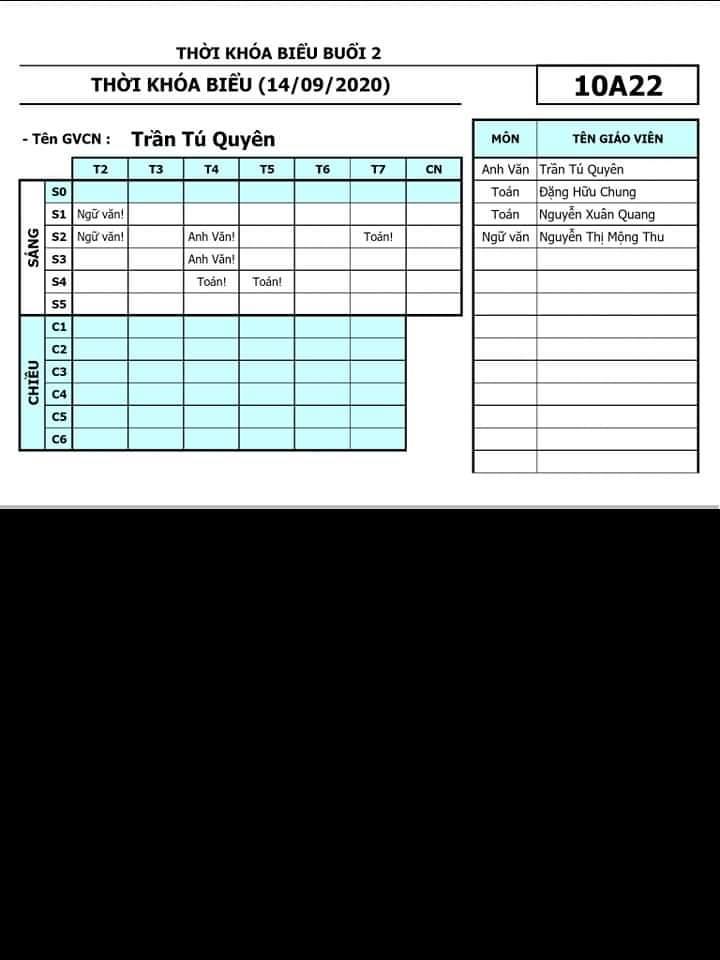 THỜI KHÓA BIỂU BUỔI 2
THỜI KHÓA BIỂU (14/09/2020)
10A22
- Tên GVCN : Trần Tú Quyên
T2 T3 T4 T5 T6 T7 CN
SÁNG
S0
S1 Ngữ văn!
S2 Ngữ văn! Anh Văn! Toán!
S3 Anh Văn!
S4 Toán! Toán!
S5
CHIỀU
C1
C2
C3
C4
C5
C6
MÔN TÊN GIÁO VIÊN
Anh Văn Trần Tú Quyên
Toán Đặng Hữu Chung
Toán Nguyễn Xuân Quang
Ngữ văn Nguyễn Thị Mộng Thu